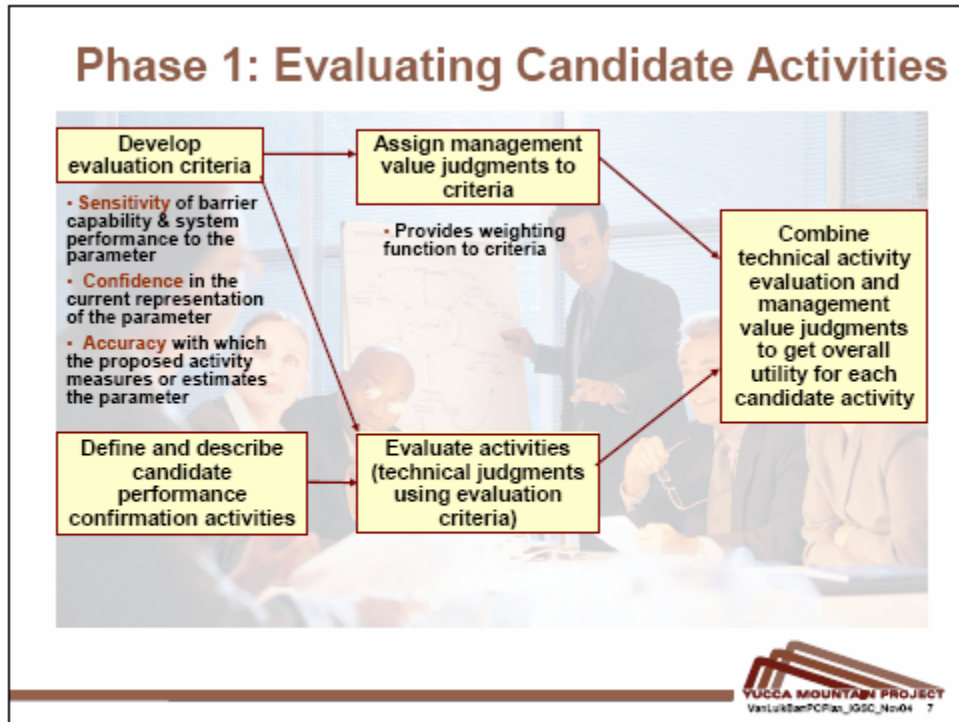 Phase 1: Evaluating Candidate Activities
Develop
evaluation criteria
▪ Sensitivity of barrier
capability & system
performance to the
parameter
▪ Confidence in the
current representation
of the parameter
▪ Accuracy with which
the proposed activity
measures or estimates
the parameter
Define and describe
candidate
performance
confirmation activities
Assign management
value judgments to
criteria
▪ Provides weighting
function to criteria
Evaluate activities
(technical judgments
using evaluation
criteria)
Combine
technical activity
evaluation and
management
value judgments
to get overall
utility for each
candidate activity
YUCCA MOUNTAIN PROJECT
VanLuikBarrPCPlan_IGSC_Nov04 7